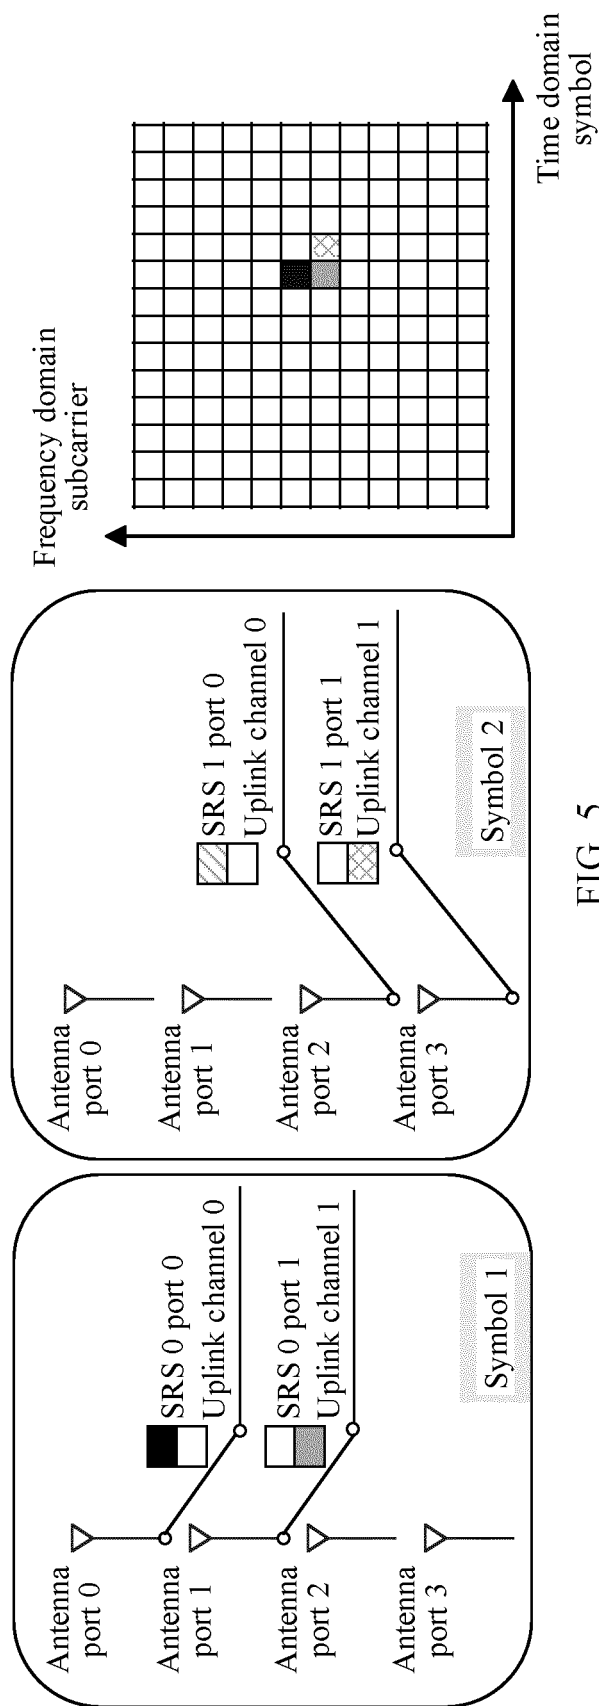 Antenna
port 0
Antenna
port 1
Antenna
port 2
Antenna
port 3
SRS 0 port 0
Uplink channel 0
SRS 0 port 1
Uplink channel 1
Symbol 1
Antenna
port 0
Antenna
port 1
Antenna
port 2
Antenna
port 3
SRS 1 port 0
Uplink channel 0
SRS 1 port 1
Uplink channel 1
Symbol 2
Frequency domain
subcarrier
Time domain
symbol
FIG. 5